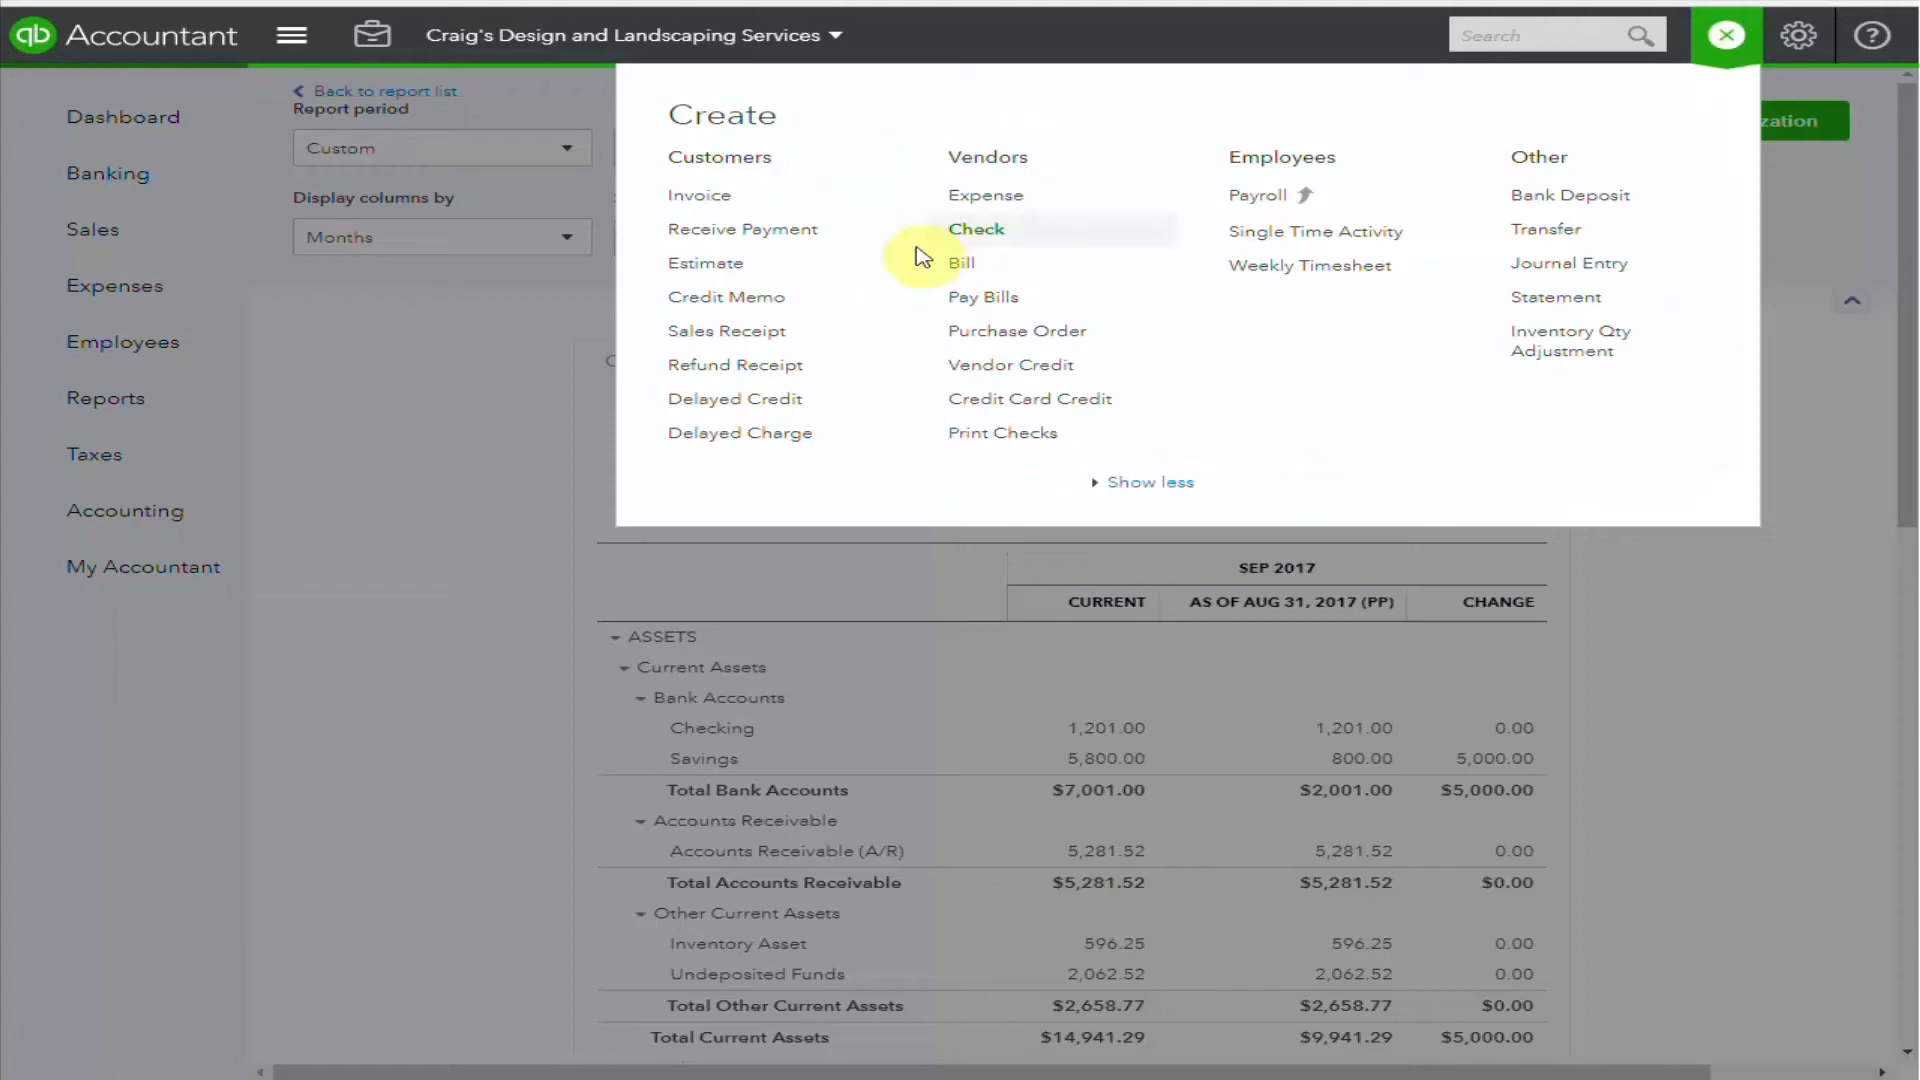 qb Accountant
Craig's Design and Landscaping Services
Search
Back to report list
Report period
Custom
Display columns by
Months
Dashboard
Banking
Sales
Expenses
Employees
Reports
Taxes
Accounting
My Accountant
Create
Customers
Invoice
Receive Payment
Estimate
Credit Memo
Sales Receipt
Refund Receipt
Delayed Credit
Delayed Charge
Vendors
Expense
Check
Bill
Pay Bills
Purchase Order
Vendor Credit
Credit Card Credit
Print Checks
Employees
Payroll
Single Time Activity
Weekly Timesheet
Other
Bank Deposit
Transfer
Journal Entry
Statement
Inventory Qty
Adjustment
Show less
zation
SEP 2017
CURRENT AS OF AUG 31, 2017 (PP) CHANGE
ASSETS
Current Assets
Bank Accounts
Checking 1,201.00 1,201.00 0.00
Savings 5,800.00 800.00 5,000.00
Total Bank Accounts $7,001.00 $2,001.00 $5,000.00
Accounts Receivable
Accounts Receivable (A/R) 5,281.52 5,281.52 0.00
Total Accounts Receivable $5,281.52 $5,281.52 $0.00
Other Current Assets
Inventory Asset 596.25 596.25 0.00
Undeposited Funds 2,062.52 2,062.52 0.00
Total Other Current Assets $2,658.77 $2,658.77 $0.00
Total Current Assets $14,941.29 $9,941.29 $5,000.00